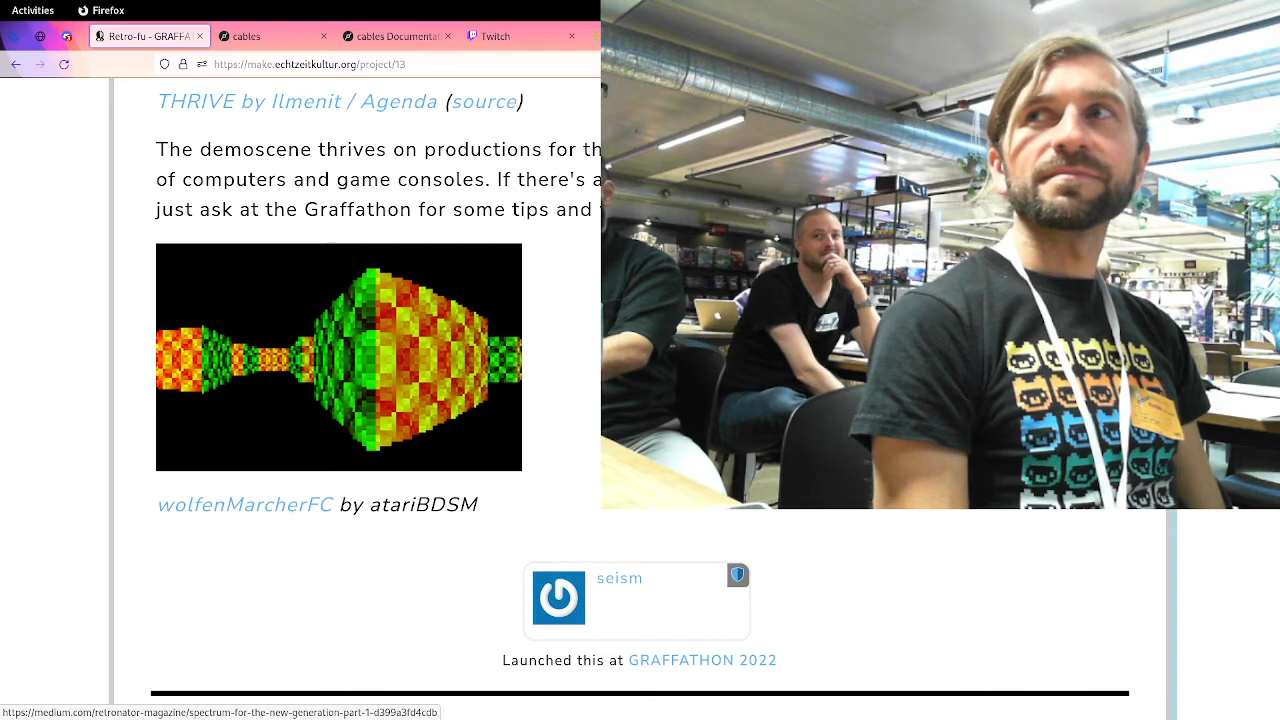 Activities Firefox
Retro-fu - GRAFFA
cables
cables Documenta
Twitch
https://make.echtzeitkultur.org/project/13
THRIVE by Ilmenit / Agenda (source)
The demoscene thrives on productions for th
of computers and game consoles. If there's a
just ask at the Graffathon for some tips and
wolfenMarcherFC by atariBDSM
seism
Launched this at GRAFFATHON 2022
https://medium.com/retronator-magazine/spectrum-for-the-new-generation-part-1-d399a3fd4cdb